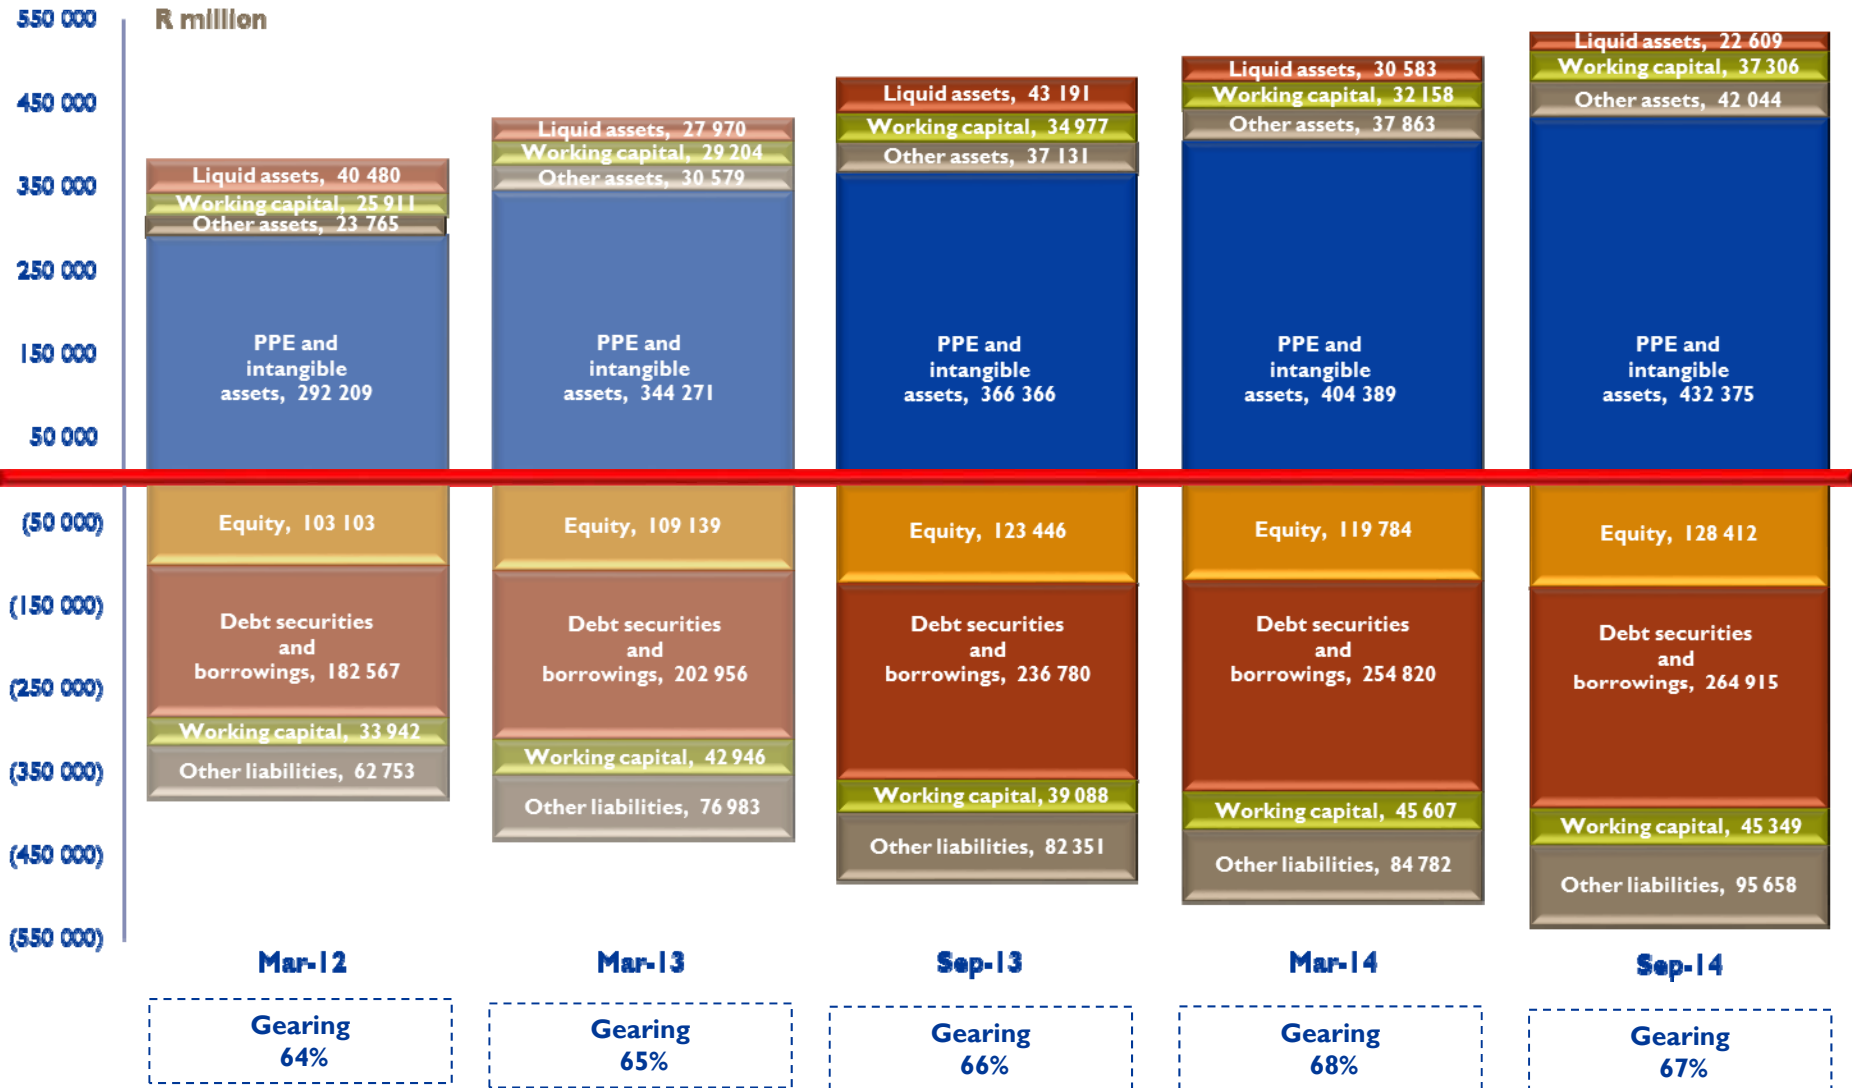 R million
550 000
450 000
350 000
250 000
150 000
50 000
(50 000)
(150 000)
(250 000)
(350 000)
(450 000)
(550 000)
Liquid assets, 40 480
Working capital, 25 911
Other assets, 23 765
PPE and
intangible
assets, 292 209
Equity, 103 103
Debt securities
and
borrowings, 182 567
Working capital, 33 942
Other liabilities, 62 753
Mar-12
Gearing
64%
Liquid assets, 27 970
Working capital, 29 204
Other assets, 30 579
PPE and
intangible
assets, 344 271
Equity, 109 139
Debt securities
and
borrowings, 202 956
Working capital, 42 946
Other liabilities, 76 983
Mar-13
Gearing
65%
Liquid assets, 43 191
Working capital, 34 977
Other assets, 37 131
PPE and
intangible
assets, 366 366
Equity, 123 446
Debt securities
and
borrowings, 236 780
Working capital, 39 088
Other liabilities, 82 351
Sep-13
Gearing
66%
Liquid assets, 30 583
Working capital, 32 158
Other assets, 37 863
PPE and
intangible
assets, 404 389
Equity, 119 784
Debt securities
and
borrowings, 254 820
Working capital, 45 607
Other liabilities, 84 782
Mar-14
Gearing
68%
Liquid assets, 22 609
Working capital, 37 306
Other assets, 42 044
PPE and
intangible
assets, 432 375
Equity, 128 412
Debt securities
and
borrowings, 264 915
Working capital, 45 349
Other liabilities, 95 658
Sep-14
Gearing
67%